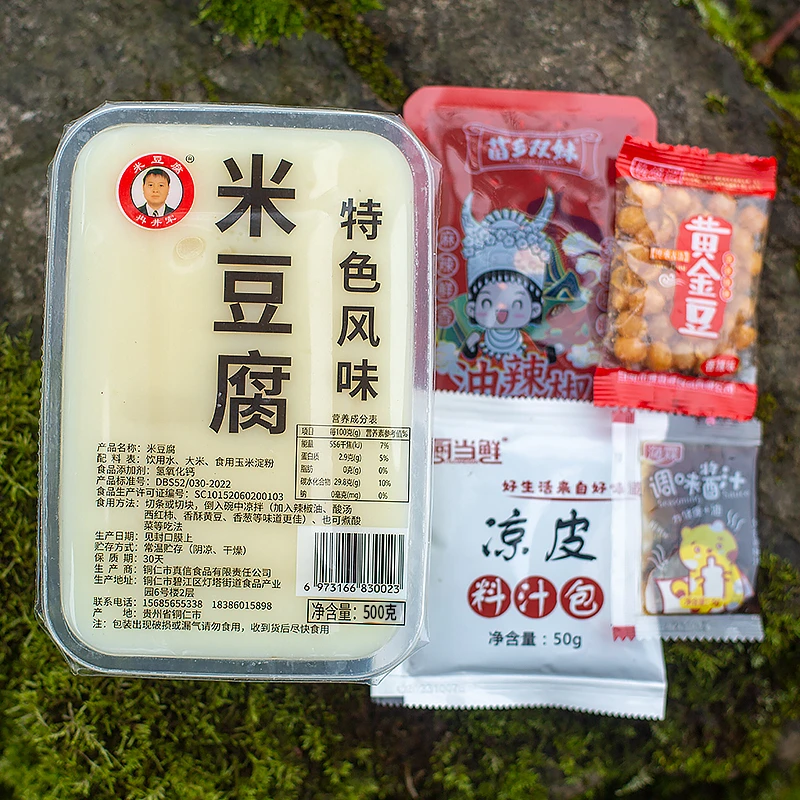 米豆腐
冉井军
®
米豆腐
特色风味
营养成分表
项目 每100克(g) 营养素参考值%
能量 556千焦(kJ) 7%
蛋白质 2.9克(g) 5%
脂肪 0克(g) 0%
碳水化合物 29.8克(g) 10%
钠 0毫克(mg) 0%
产品名称：米豆腐
配 料 表：饮用水、大米、食用玉米淀粉
食品添加剂：氢氧化钙
产品标准号：DBS52/030-2022
食品生产许可证编号：SC10152060200103
食用方法：切条或切块，倒入碗中凉拌（加入辣椒油、酸汤
西红柿、香酥黄豆、香葱等味道更佳）、也可煮酸
菜等吃法
生产日期：见封口膜上
贮存方式：常温贮存（阴凉、干燥）
保 质 期：30天
生 产 商：铜仁市真信食品有限责任公司
生产地址：铜仁市碧江区灯塔街道食品产业
园6号楼2层
联系电话：15685655338 18386015898
产 地：贵州省铜仁市
注：包装出现破损或漏气请勿食用，收到货后尽快食用
6 973166 830023
净含量：500克
苗乡双妹
油辣椒
黄金豆
香辣味
厨当鲜
好生活来自好味道
凉皮
料汁包
净含量：50g
调味酱汁